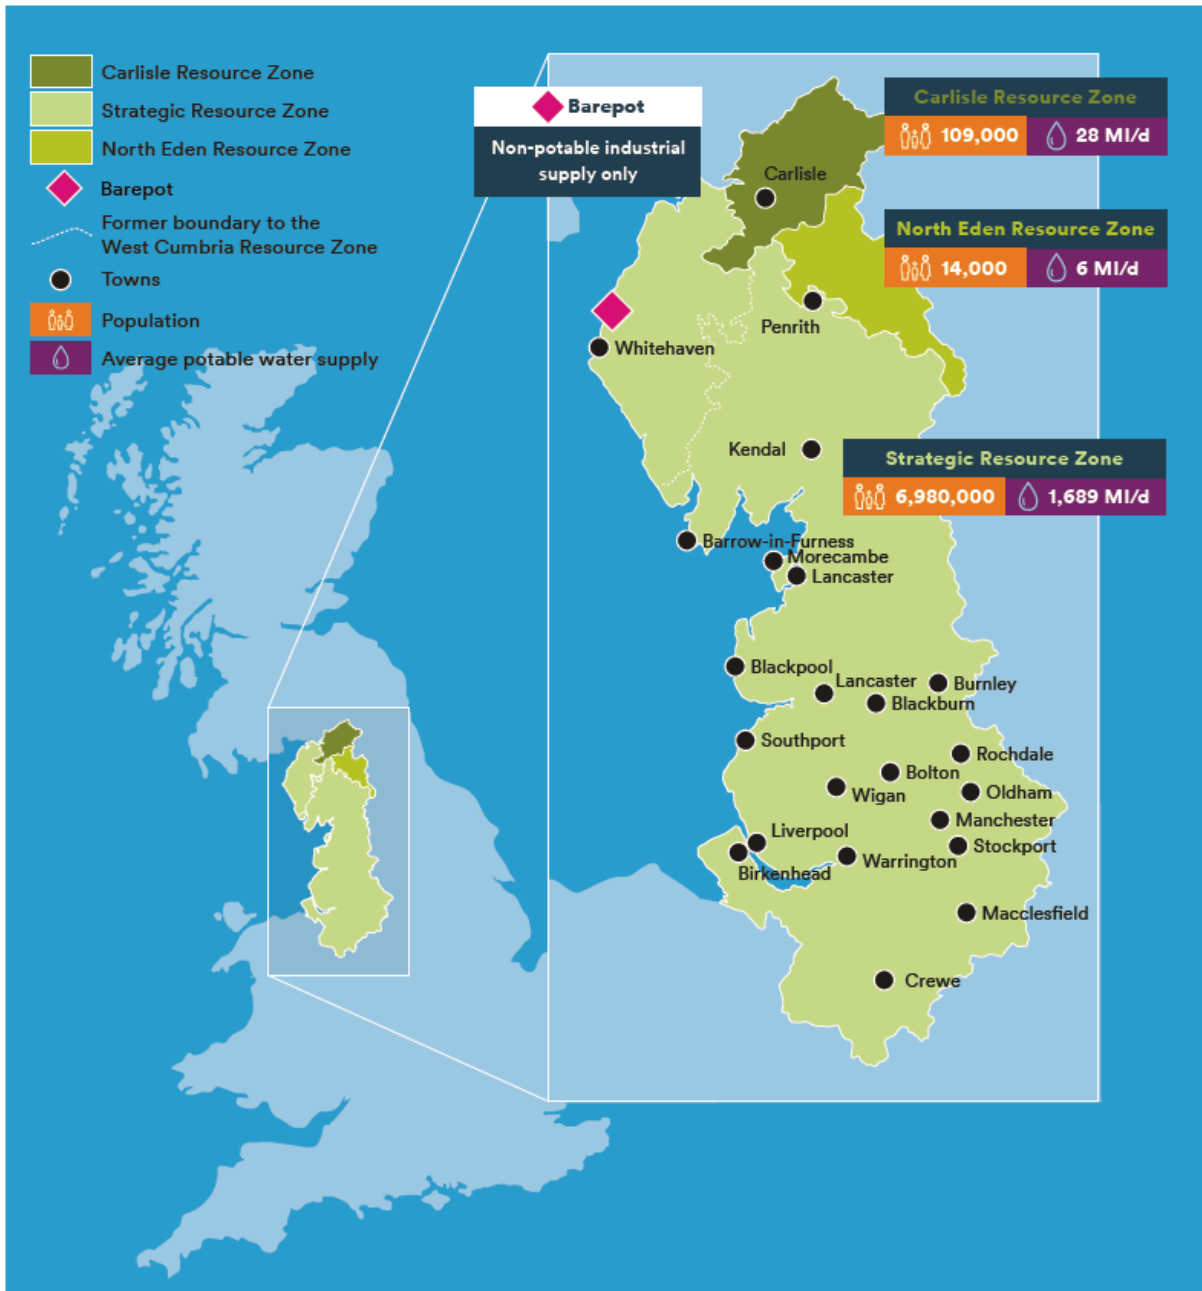 Carlisle Resource Zone
Strategic Resource Zone
North Eden Resource Zone
Barepot
Former boundary to the
West Cumbria Resource Zone
Towns
Population
Average potable water supply
Barepot
Non-potable industrial
supply only
Carlisle Resource Zone
109,000
28 Ml/d
North Eden Resource Zone
14,000
6 Ml/d
Strategic Resource Zone
6,980,000
1,689 Ml/d
Carlisle
Penrith
Whitehaven
Kendal
Barrow-in-Furness
Morecambe
Lancaster
Blackpool
Lancaster
Burnley
Blackburn
Southport
Rochdale
Bolton
Wigan
Oldham
Manchester
Liverpool
Stockport
Warrington
Birkenhead
Macclesfield
Crewe